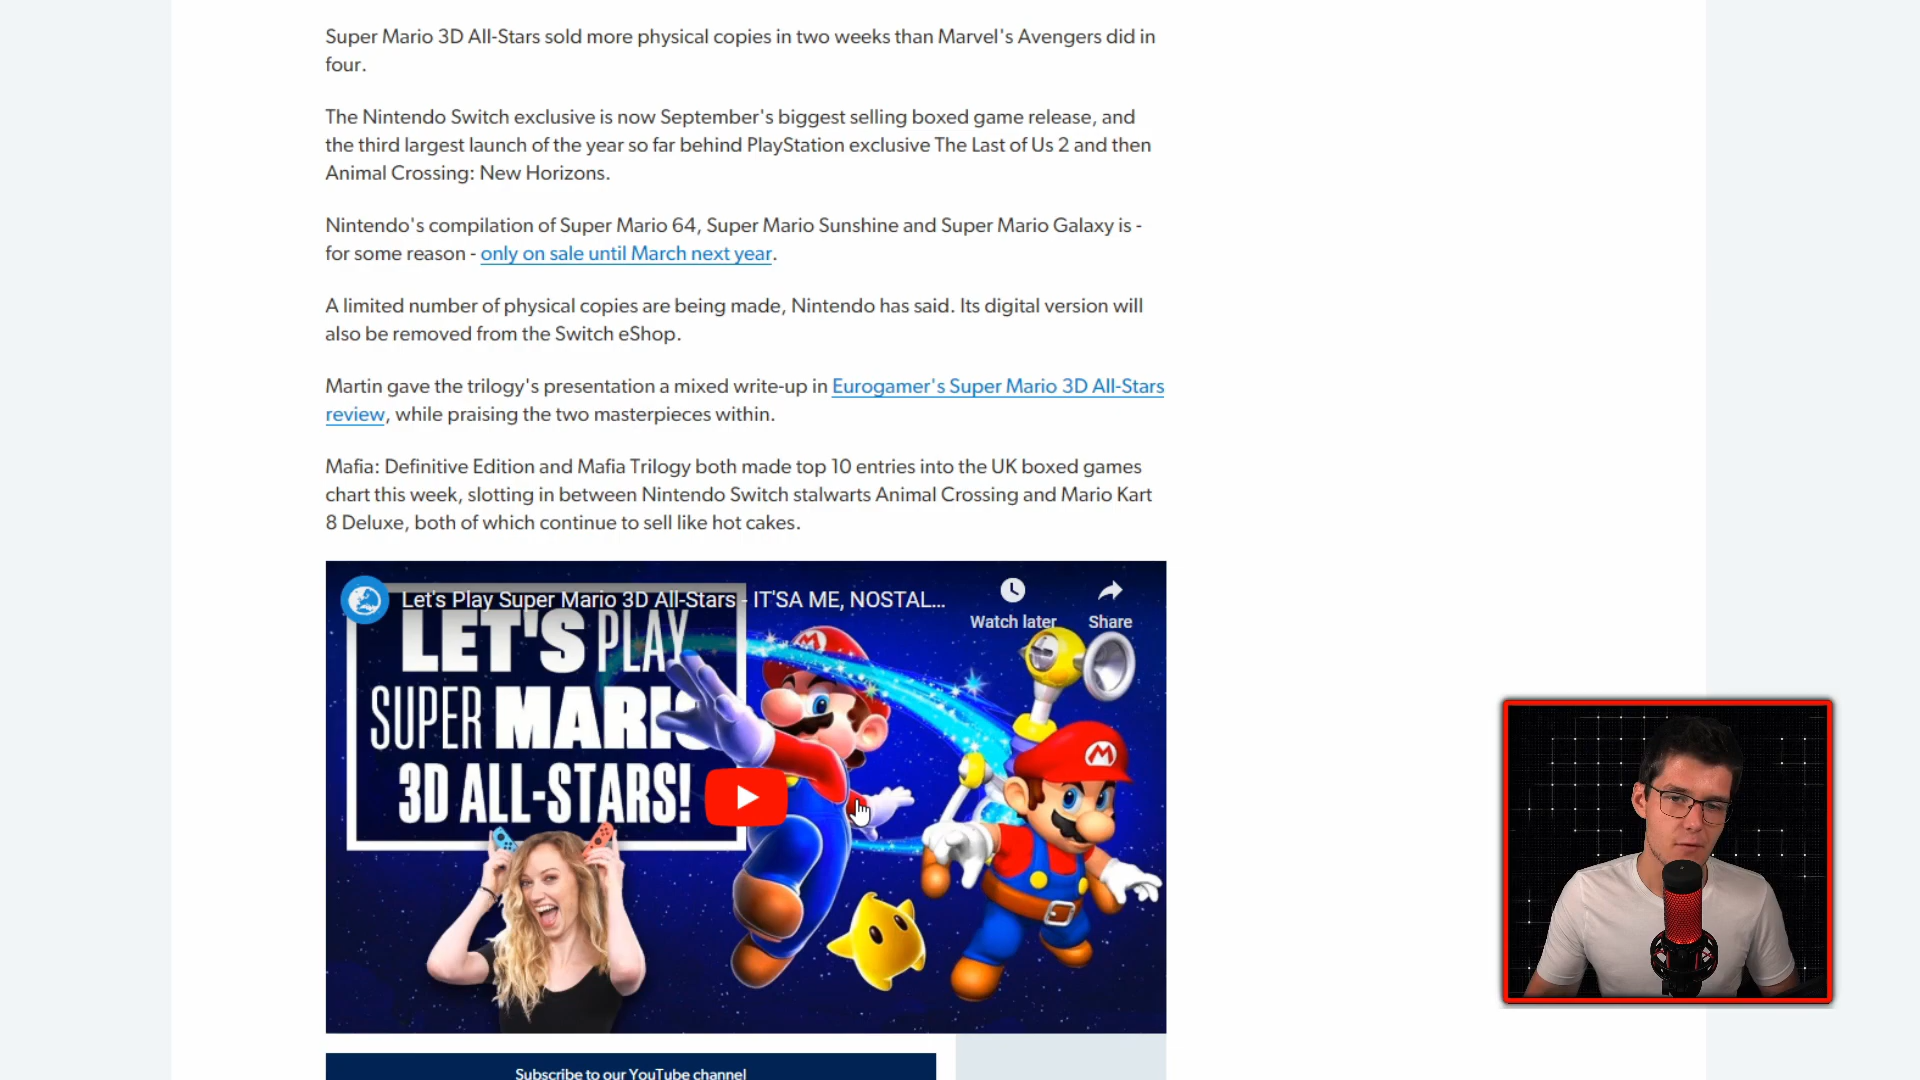 Super Mario 3D All-Stars sold more physical copies in two weeks than Marvel's Avengers did in
four.
The Nintendo Switch exclusive is now September's biggest selling boxed game release, and
the third largest launch of the year so far behind PlayStation exclusive The Last of Us 2 and then
Animal Crossing: New Horizons.
Nintendo's compilation of Super Mario 64, Super Mario Sunshine and Super Mario Galaxy is -
for some reason - only on sale until March next year.
A limited number of physical copies are being made, Nintendo has said. Its digital version will
also be removed from the Switch eShop.
Martin gave the trilogy's presentation a mixed write-up in Eurogamer's Super Mario 3D All-Stars
review, while praising the two masterpieces within.
Mafia: Definitive Edition and Mafia Trilogy both made top 10 entries into the UK boxed games
chart this week, slotting in between Nintendo Switch stalwarts Animal Crossing and Mario Kart
8 Deluxe, both of which continue to sell like hot cakes.
Let's Play Super Mario 3D All-Stars - IT'SA ME, NOSTAL...
Watch later
Share
LET'S PLAY
SUPER MARIO
3D ALL-STARS!
M
M
Subscribe to our YouTube channel